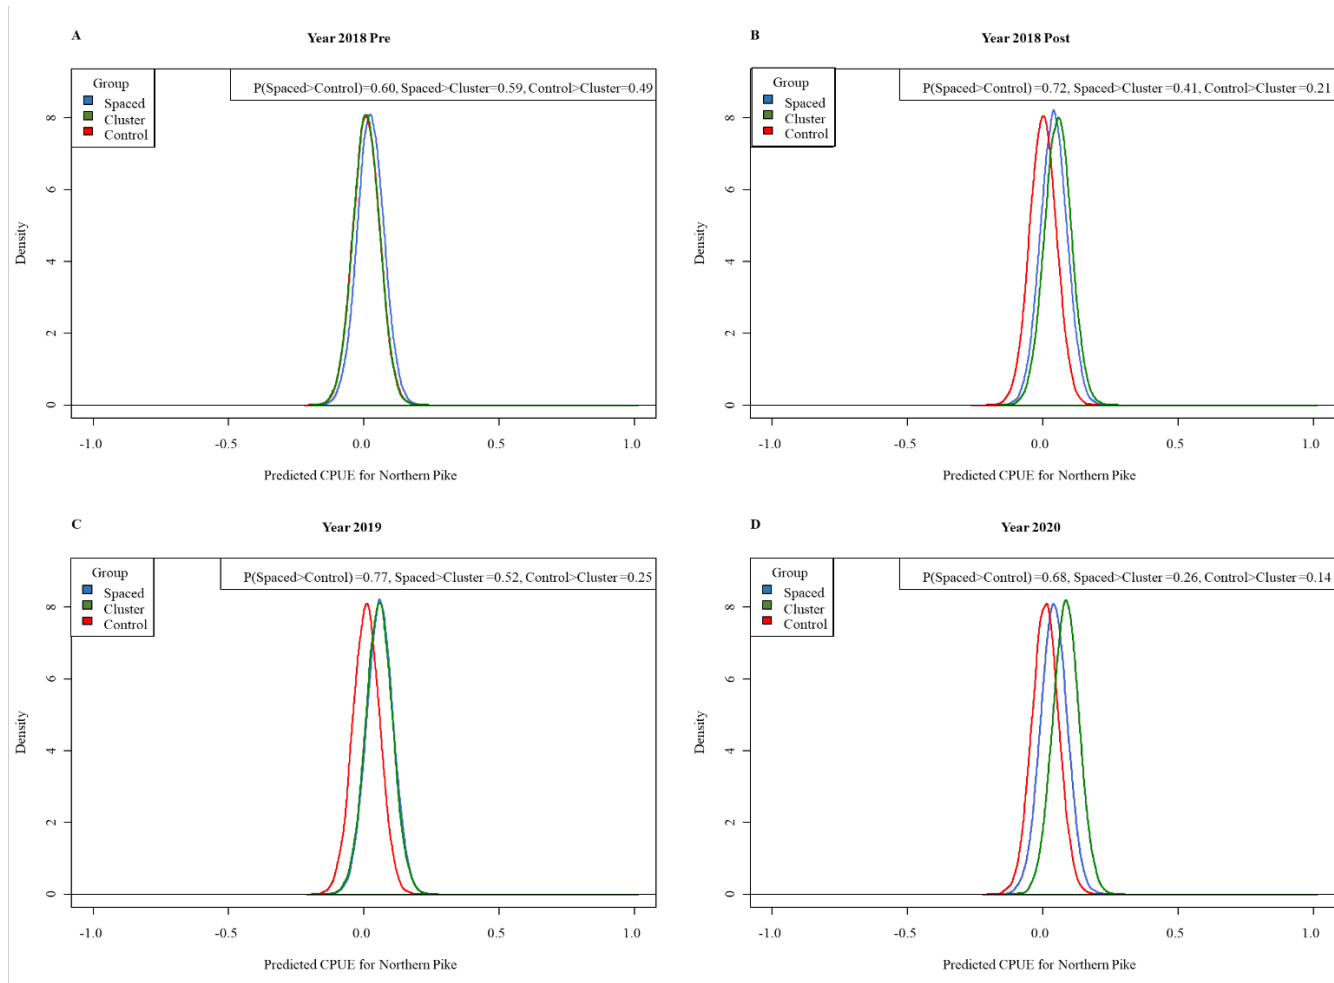 A
Year 2018 Pre
P(Spaced>Control)=0.60, Spaced>Cluster=0.59, Control>Cluster=0.49
Group
Spaced
Cluster
Control
Density
0
2
4
6
8
-1.0
-0.5
0.0
0.5
1.0
Predicted CPUE for Northern Pike
B
Year 2018 Post
P(Spaced>Control)=0.72, Spaced>Cluster=0.41, Control>Cluster=0.21
Group
Spaced
Cluster
Control
Density
0
2
4
6
8
-1.0
-0.5
0.0
0.5
1.0
Predicted CPUE for Northern Pike
C
Year 2019
P(Spaced>Control)=0.77, Spaced>Cluster=0.52, Control>Cluster=0.25
Group
Spaced
Cluster
Control
Density
0
2
4
6
8
-1.0
-0.5
0.0
0.5
1.0
Predicted CPUE for Northern Pike
D
Year 2020
P(Spaced>Control)=0.68, Spaced>Cluster=0.26, Control>Cluster=0.14
Group
Spaced
Cluster
Control
Density
0
2
4
6
8
-1.0
-0.5
0.0
0.5
1.0
Predicted CPUE for Northern Pike